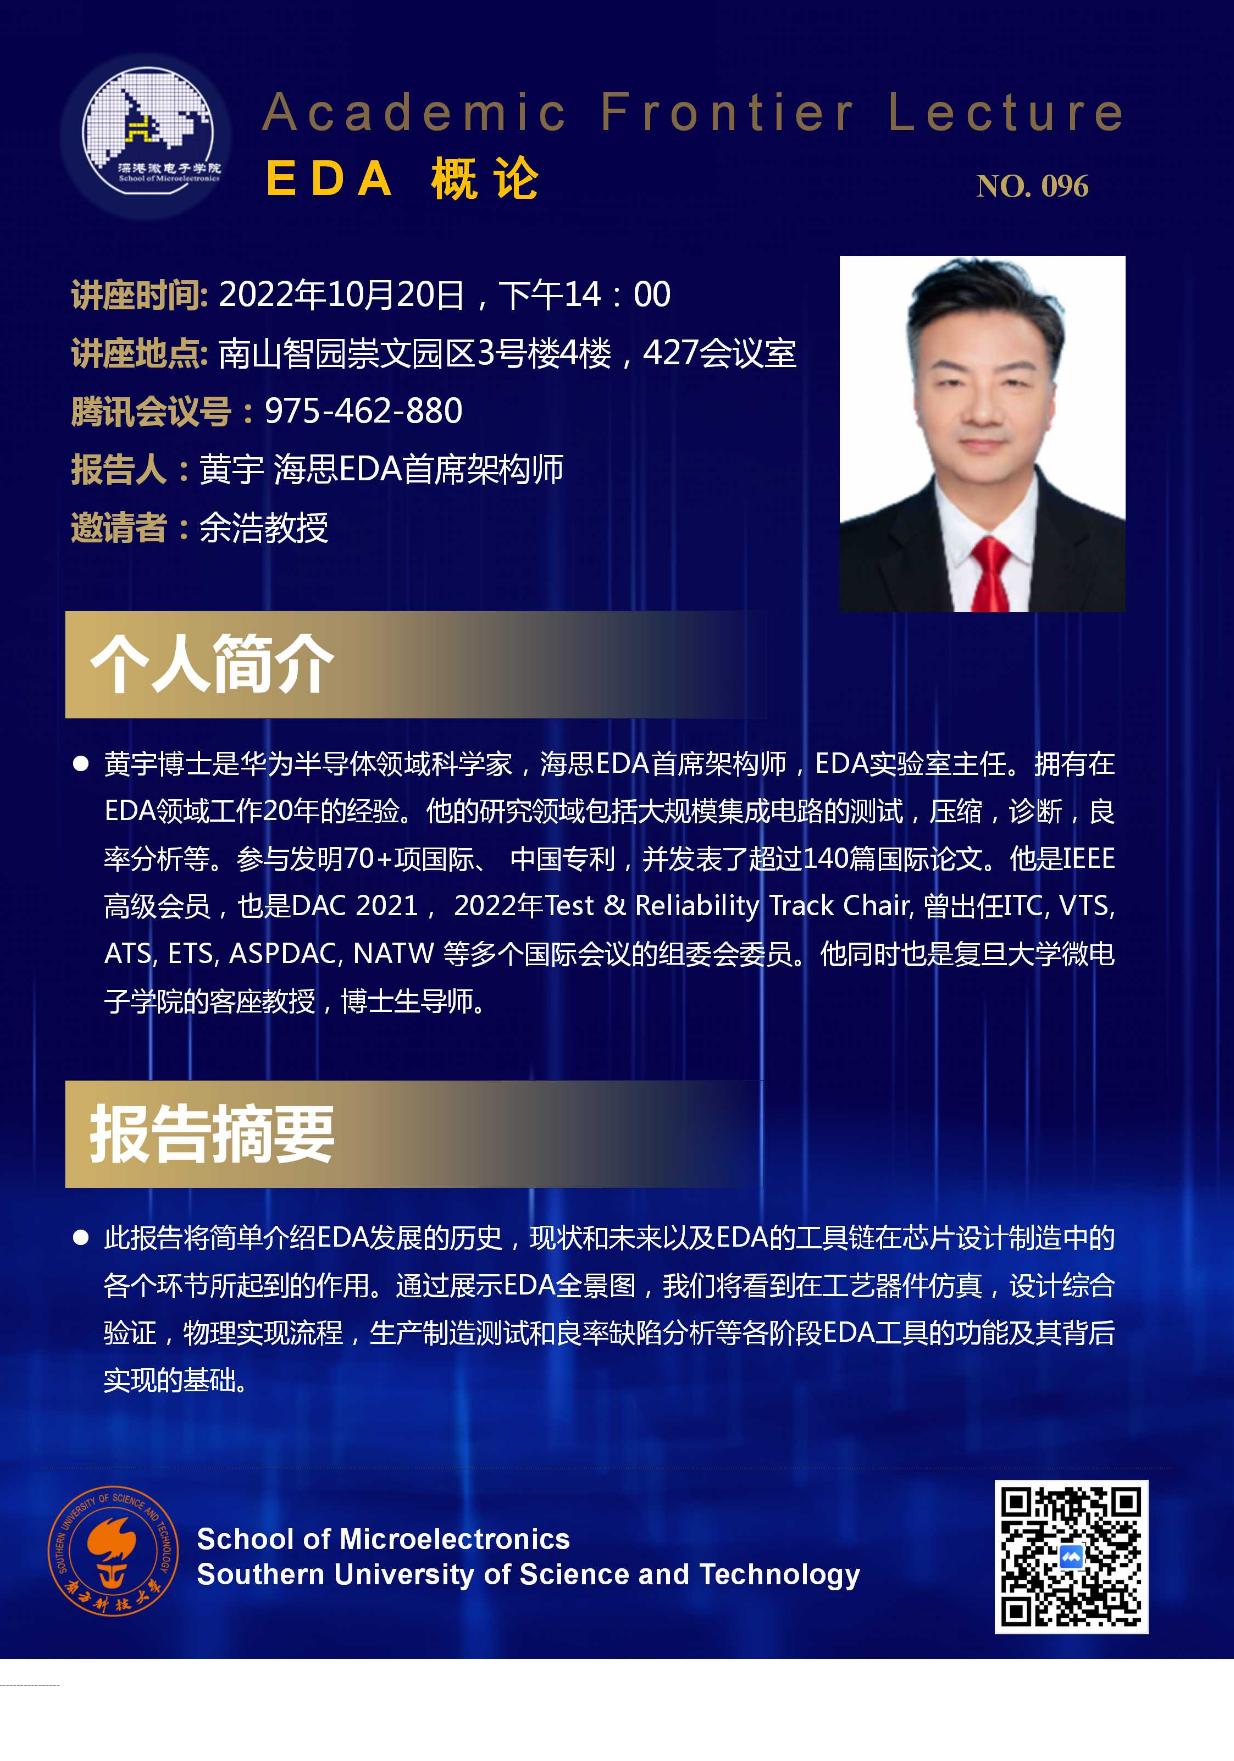 深港微电子学院
School of Microelectronics
Academic Frontier Lecture
EDA 概论
NO. 096
讲座时间: 2022年10月20日，下午14：00
讲座地点: 南山智园崇文园区3号楼4楼，427会议室
腾讯会议号：975-462-880
报告人：黄宇 海思EDA首席架构师
邀请者：余浩教授
个人简介
● 黄宇博士是华为半导体领域科学家，海思EDA首席架构师，EDA实验室主任。拥有在
EDA领域工作20年的经验。他的研究领域包括大规模集成电路的测试，压缩，诊断，良
率分析等。参与发明70+项国际、 中国专利，并发表了超过140篇国际论文。他是IEEE
高级会员，也是DAC 2021， 2022年Test & Reliability Track Chair, 曾出任ITC, VTS,
ATS, ETS, ASPDAC, NATW 等多个国际会议的组委会委员。他同时也是复旦大学微电
子学院的客座教授，博士生导师。
报告摘要
● 此报告将简单介绍EDA发展的历史，现状和未来以及EDA的工具链在芯片设计制造中的
各个环节所起到的作用。通过展示EDA全景图，我们将看到在工艺器件仿真，设计综合
验证，物理实现流程，生产制造测试和良率缺陷分析等各阶段EDA工具的功能及其背后
实现的基础。
SOUTHERN UNIVERSITY OF SCIENCE AND TECHNOLOGY
南方科技大学
School of Microelectronics
Southern University of Science and Technology